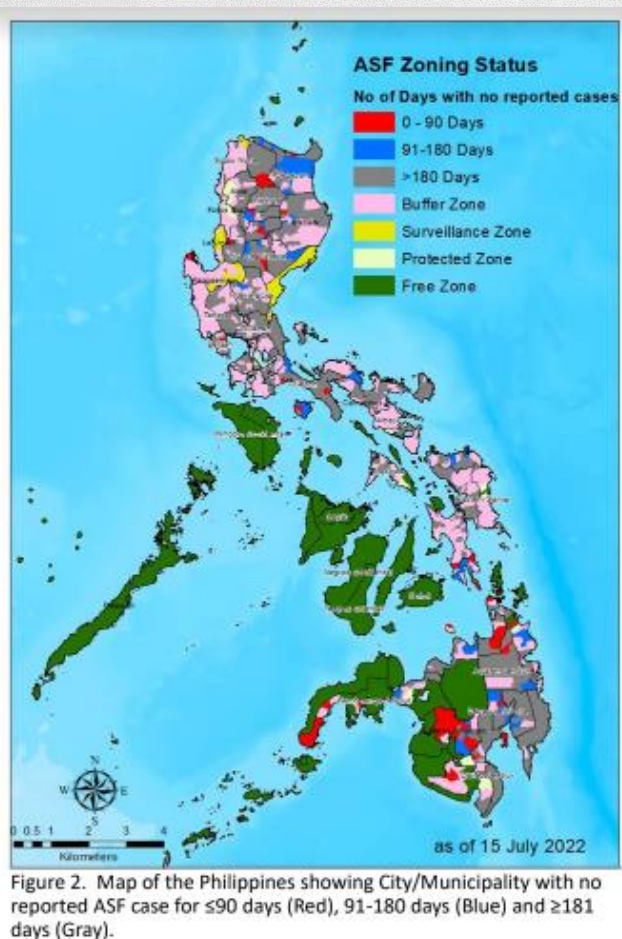 ASF Zoning Status
No of Days with no reported cases
0 - 90 Days
91-180 Days
>180 Days
Buffer Zone
Surveillance Zone
Protected Zone
Free Zone
N
W
E
S
0 0.5 1 2 3 4
Kilometers
as of 15 July 2022
Figure 2. Map of the Philippines showing City/Municipality with no
reported ASF case for ≤90 days (Red), 91-180 days (Blue) and ≥181
days (Gray).